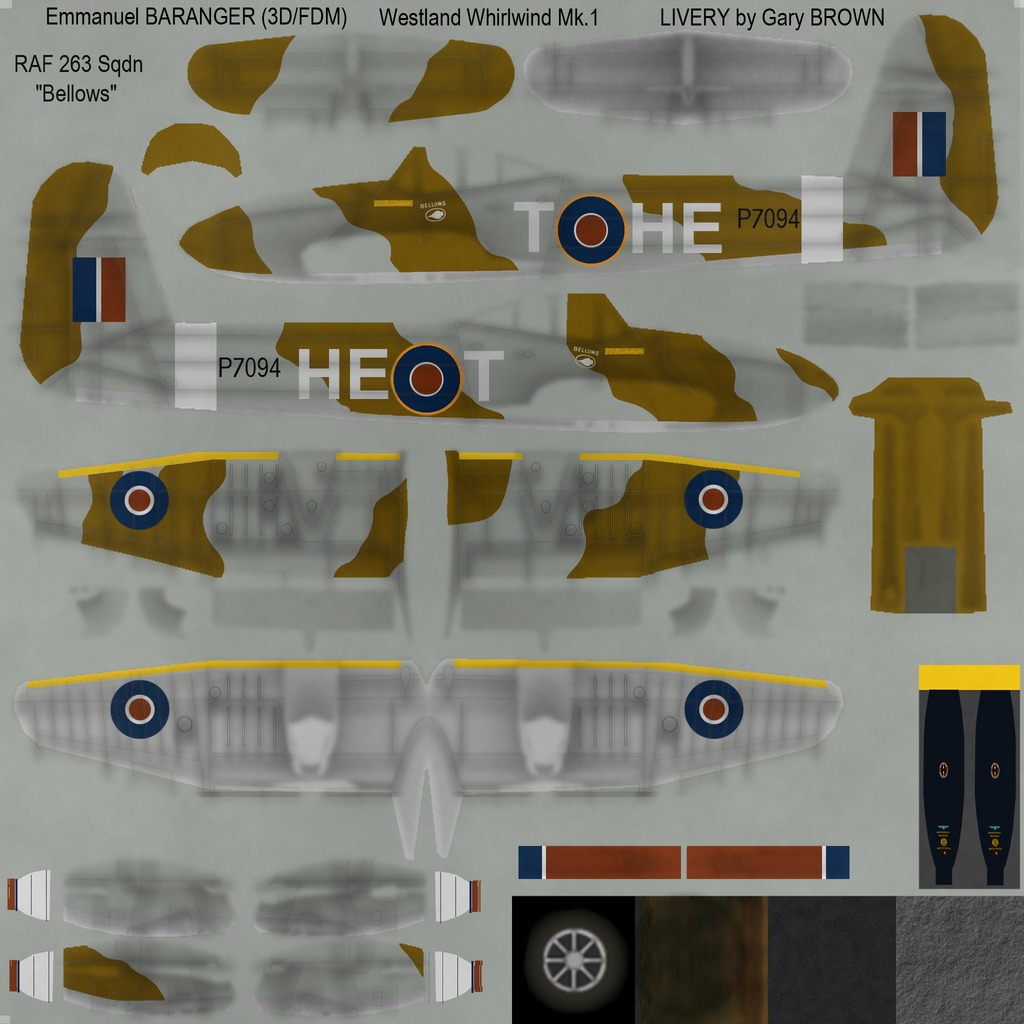 Emmanuel BARANGER (3D/FDM) Westland Whirlwind Mk.1 LIVERY by Gary BROWN
RAF 263 Sqdn
"Bellows"
BELLOWS
T HE P7094
P7094 HE T
BELLOWS